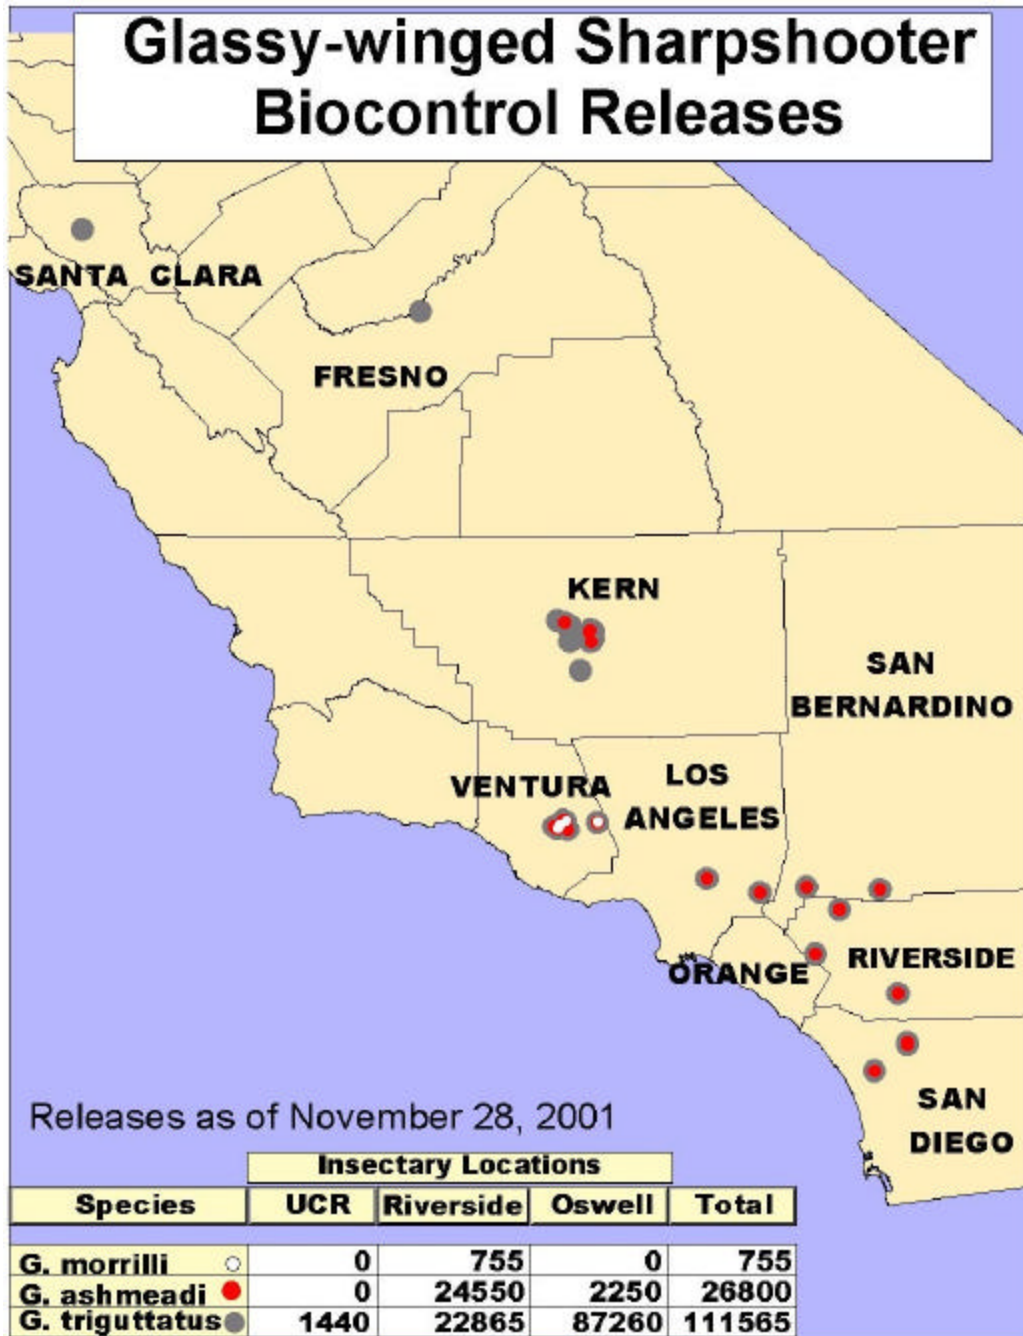 Glassy-winged Sharpshooter
Biocontrol Releases
SANTA CLARA
FRESNO
KERN
SAN
BERNARDINO
VENTURA
LOS
ANGELES
ORANGE
RIVERSIDE
SAN
DIEGO
Releases as of November 28, 2001
Insectary Locations
Species UCR Riverside Oswell Total
G. morrilli 0 755 0 755
G. ashmeadi 0 24550 2250 26800
G. triguttatus 1440 22865 87260 111565